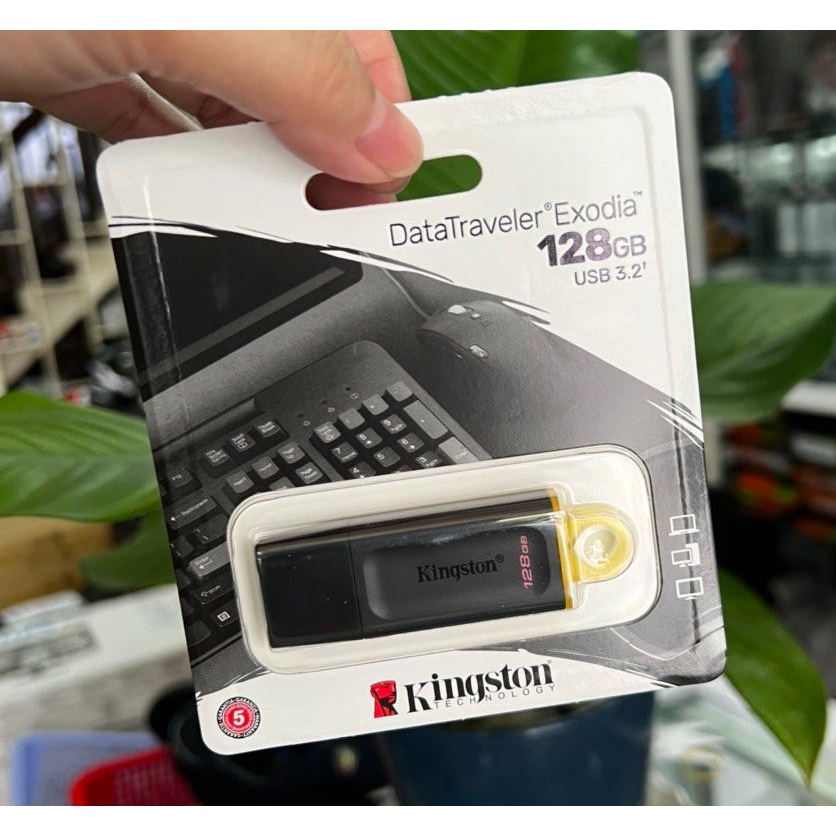 DataTraveler® Exodia™
128GB
USB 3.2†
Kingston®
128GB
Kingston
TECHNOLOGY
5